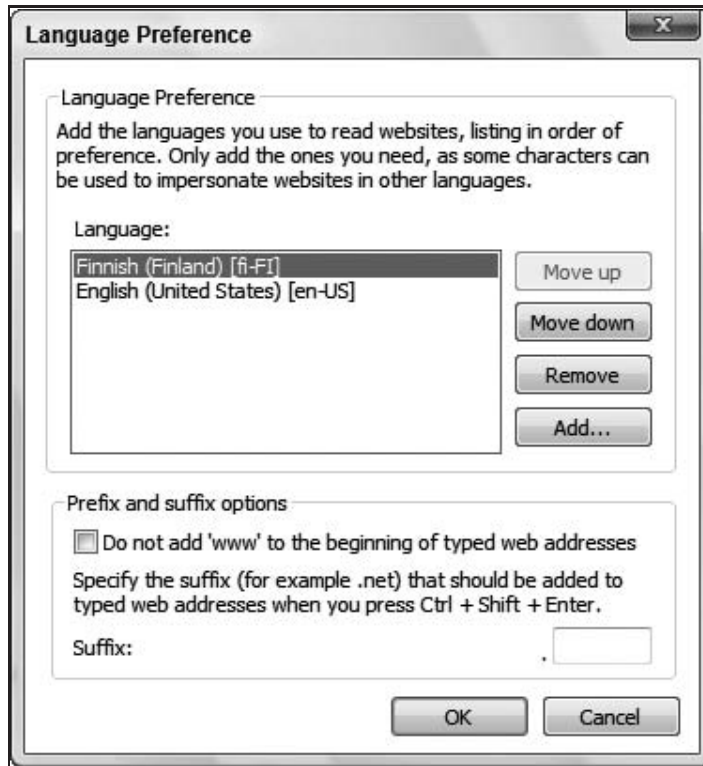 Language Preference
X
Language Preference
Add the languages you use to read websites, listing in order of
preference. Only add the ones you need, as some characters can
be used to impersonate websites in other languages.
Language:
Finnish (Finland) [fi-FI]
English (United States) [en-US]
Move up
Move down
Remove
Add...
Prefix and suffix options
Do not add 'www' to the beginning of typed web addresses
Specify the suffix (for example .net) that should be added to
typed web addresses when you press Ctrl + Shift + Enter.
Suffix: .
OK Cancel